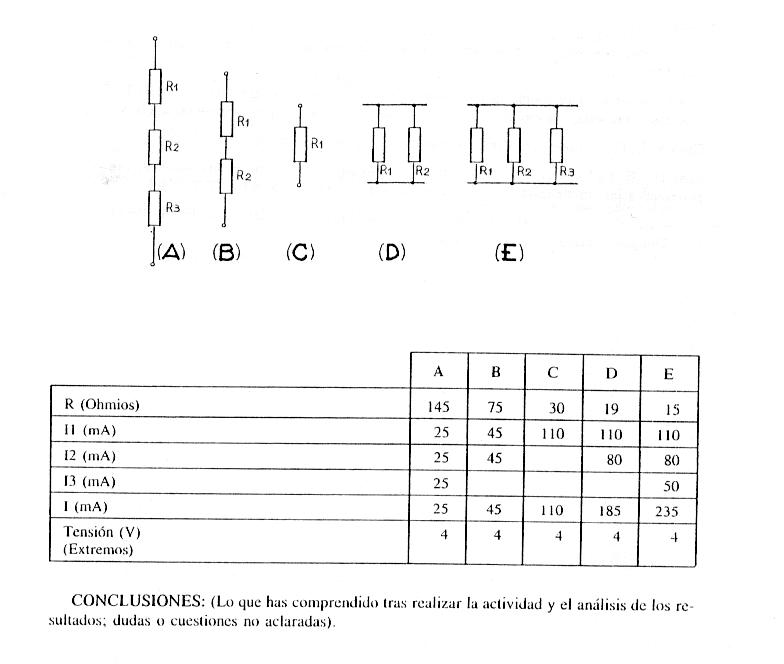 R1
R2
R3
R1
R2
R1
R1 R2
R1 R2 R3
(A) (B) (C) (D) (E)
A B C D E
R (Ohmios) 145 75 30 19 15
I1 (mA) 25 45 110 110 110
I2 (mA) 25 45 80 80
I3 (mA) 25 50
I (mA) 25 45 110 185 235
Tensión (V) 4 4 4 4 4
(Extremos)
CONCLUSIONES: (Lo que has comprendido tras realizar la actividad y el análisis de los re-
sultados; dudas o cuestiones no aclaradas).